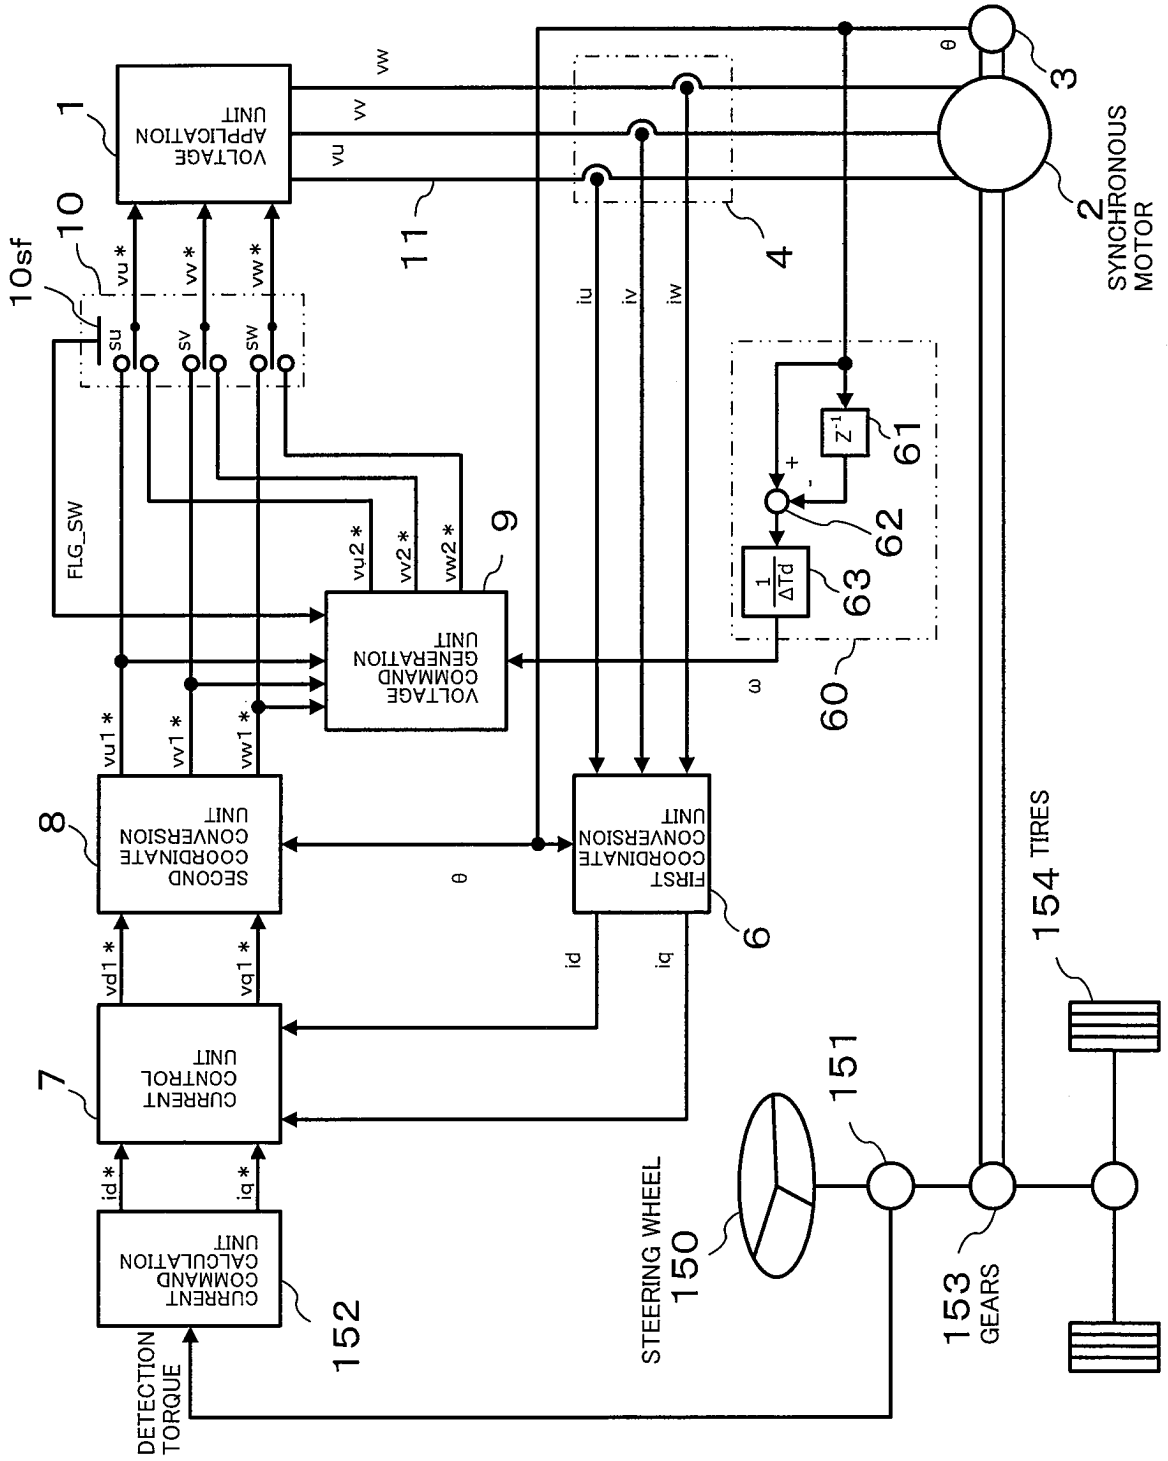 DETECTION
TORQUE
CURRENT
COMMAND
CALCULATION
UNIT
152
id*
iq*
7
CURRENT
CONTROL
UNIT
vd1*
vq1*
8
SECOND
COORDINATE
CONVERSION
UNIT
vu1*
vv1*
vw1*
FLG_SW
VOLTAGE
COMMAND
GENERATION
UNIT
9
vu2*
vv2*
vw2*
10sf
10
su
sv
sw
vu*
vv*
vw*
1
VOLTAGE
APPLICATION
UNIT
vu
vv
vw
11
4
iu
iv
iw
θ
id
iq
FIRST
COORDINATE
CONVERSION
UNIT
6
ω
60
1
ΔTd
63
62
+
-
Z-1
61
θ
3
2
SYNCHRONOUS
MOTOR
STEERING WHEEL
150
151
153
GEARS
154 TIRES